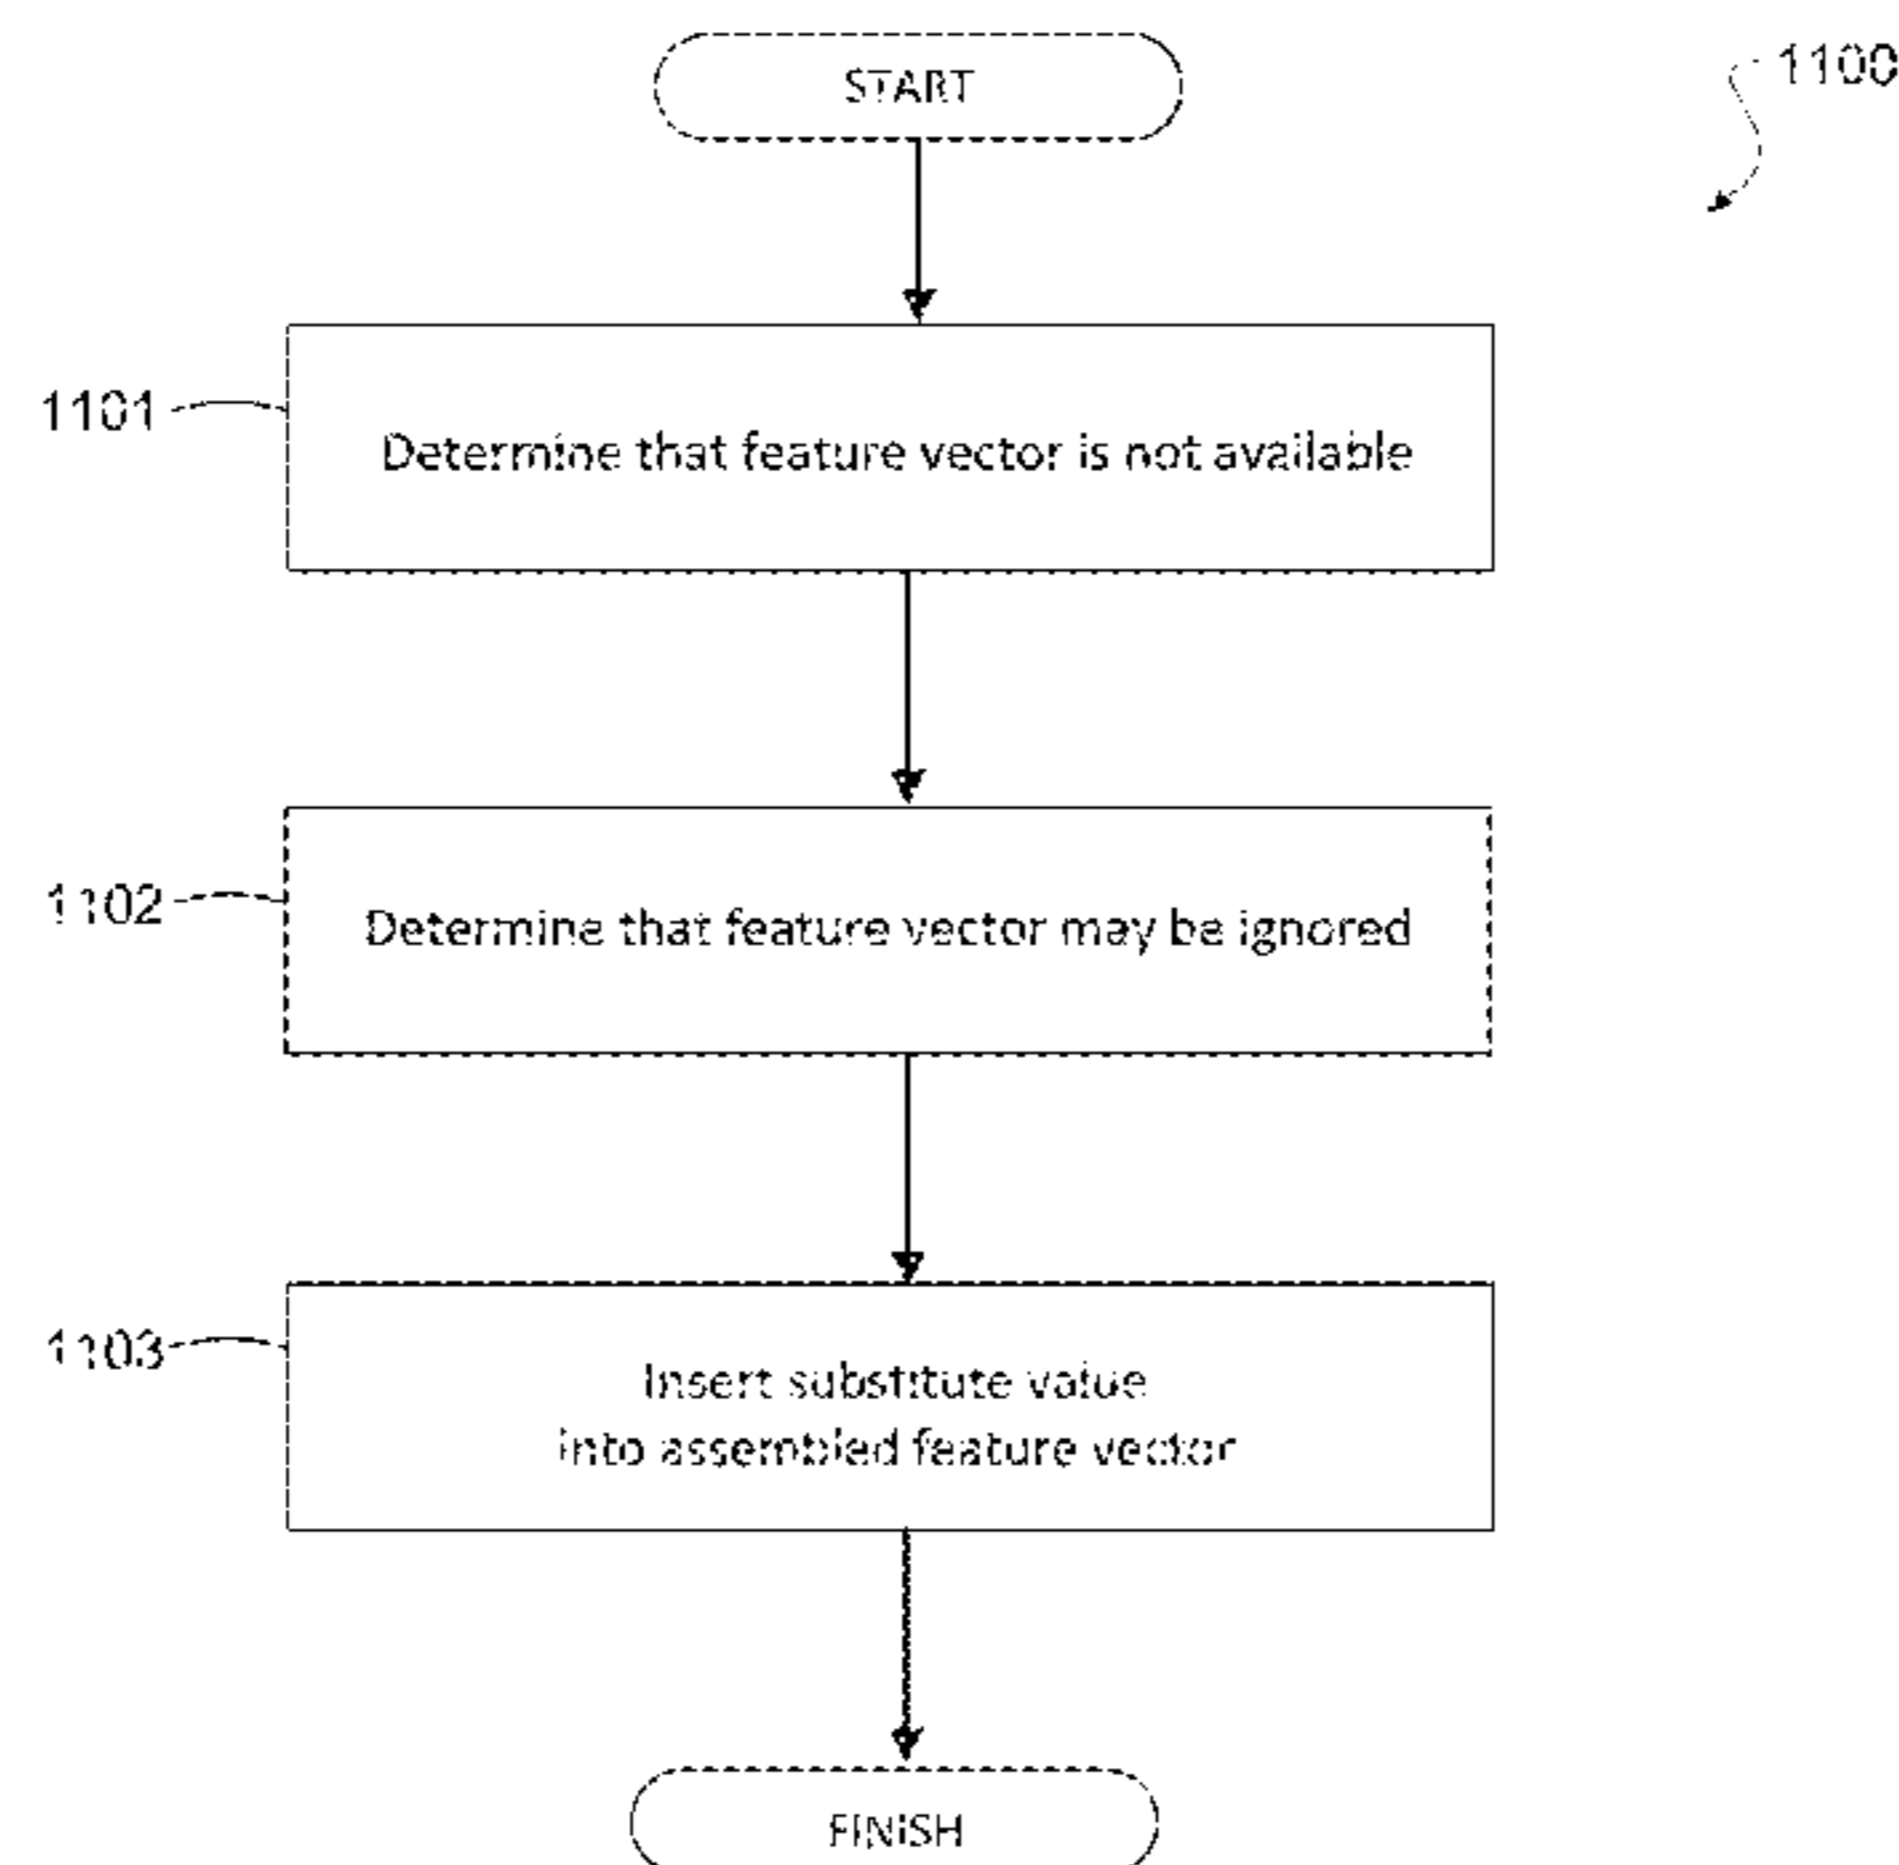 START
1100
1101
Determine that feature vector is not available
1102
Determine that feature vector may be ignored
1103
Insert substitute value
into assembled feature vector
FINISH